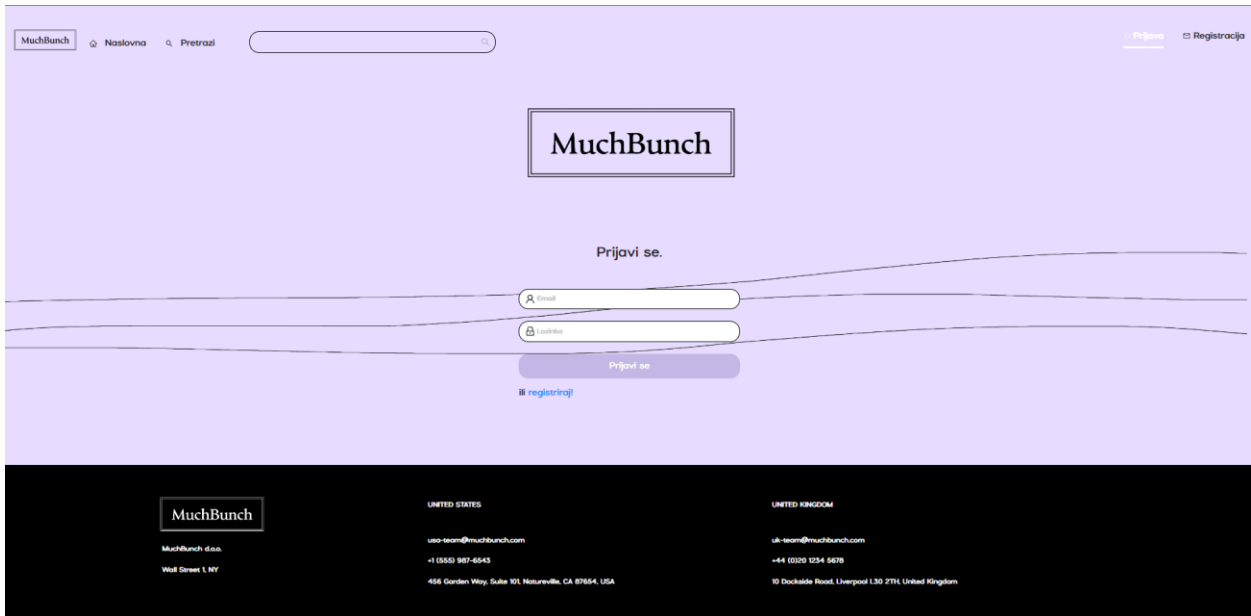 MuchBunch
Naslovna
Pretrazi
Prijava
Registracija
MuchBunch
Prijavi se.
Email
Lozinka
Prijavi se
ili registriraj!
MuchBunch
MuchBunch d.o.o.
Wall Street 1, NY
UNITED STATES
usa-team@muchbunch.com
+1 (555) 987-6543
456 Garden Way, Suite 101, Natureville, CA 87654, USA
UNITED KINGDOM
uk-team@muchbunch.com
+44 (0)20 1234 5678
10 Dockside Road, Liverpool L30 2TH, United Kingdom